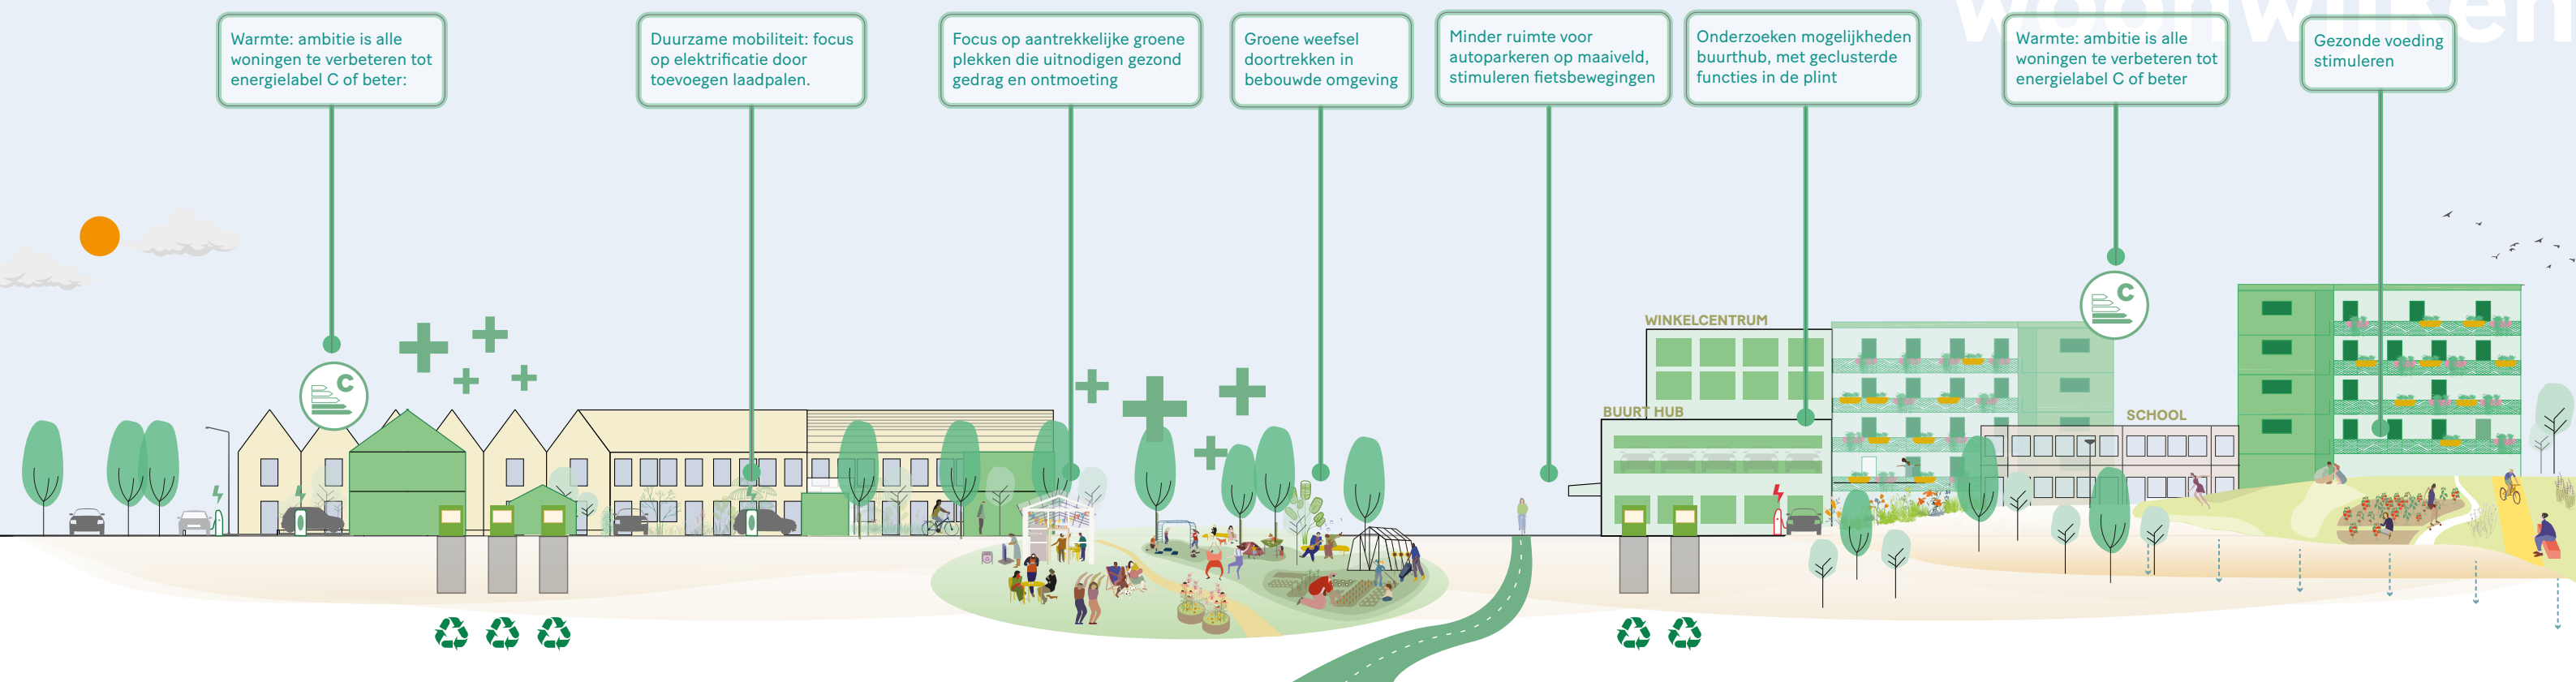 woonwijken
Warmte: ambitie is alle
woningen te verbeteren tot
energielabel C of beter:
Duurzame mobiliteit: focus
op elektrificatie door
toevoegen laadpalen.
Focus op aantrekkelijke groene
plekken die uitnodigen gezond
gedrag en ontmoeting
Groene weefsel
doortrekken in
bebouwde omgeving
Minder ruimte voor
autoparkeren op maaiveld,
stimuleren fietsbewegingen
Onderzoeken mogelijkheden
buurthub, met geclusterde
functies in de plint
Warmte: ambitie is alle
woningen te verbeteren tot
energielabel C of beter
Gezonde voeding
stimuleren
C
C
WINKELCENTRUM
BUURT HUB
SCHOOL